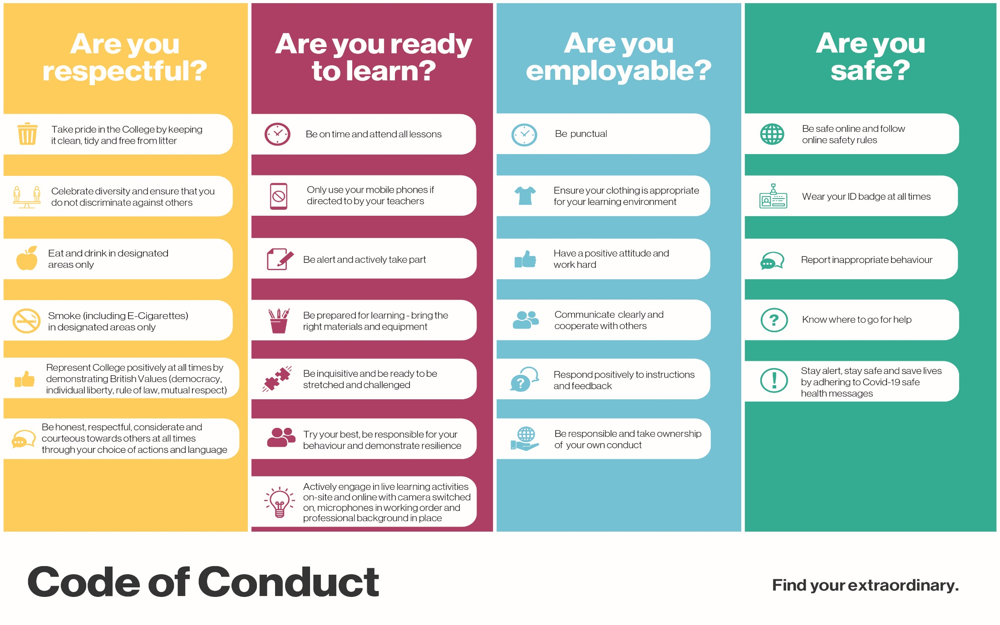 Are you
respectful?
Take pride in the College by keeping
it clean, tidy and free from litter
Celebrate diversity and ensure that you
do not discriminate against others
Eat and drink in designated
areas only
Smoke (including E-Cigarettes)
in designated areas only
Represent College positively at all times by
demonstrating British Values (democracy,
individual liberty, rule of law, mutual respect)
Be honest, respectful, considerate and
courteous towards others at all times
through your choice of actions and language
Are you ready
to learn?
Be on time and attend all lessons
Only use your mobile phones if
directed to by your teachers
Be alert and actively take part
Be prepared for learning - bring the
right materials and equipment
Be inquisitive and be ready to be
stretched and challenged
Try your best, be responsible for your
behaviour and demonstrate resilience
Actively engage in live learning activities
on-site and online with camera switched
on, microphones in working order and
professional background in place
Are you
employable?
Be punctual
Ensure your clothing is appropriate
for your learning environment
Have a positive attitude and
work hard
Communicate clearly and
cooperate with others
?
Respond positively to instructions
and feedback
Be responsible and take ownership
of your own conduct
Are you
safe?
Be safe online and follow
online safety rules
Wear your ID badge at all times
Report inappropriate behaviour
?
Know where to go for help
!
Stay alert, stay safe and save lives
by adhering to Covid-19 safe
health messages
Code of Conduct
Find your extraordinary.